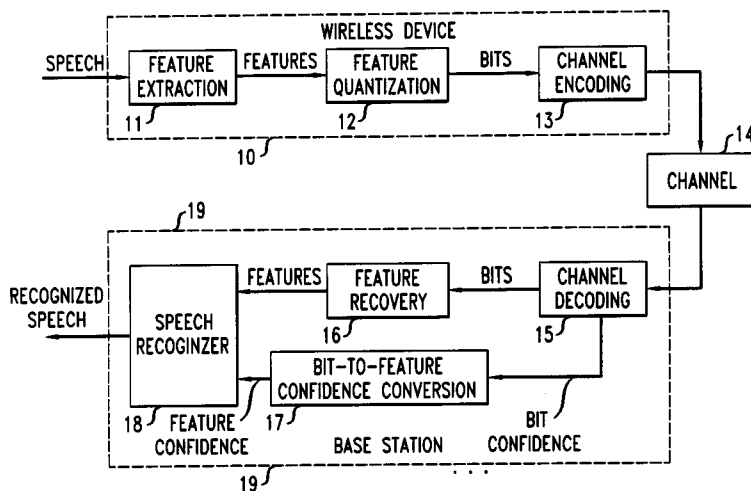 WIRELESS DEVICE
SPEECH
FEATURE
EXTRACTION
11
FEATURES
FEATURE
QUANTIZATION
12
BITS
CHANNEL
ENCODING
13
10
14
CHANNEL
19
RECOGNIZED
SPEECH
SPEECH
RECOGINZER
18
FEATURES
FEATURE
RECOVERY
16
BITS
CHANNEL
DECODING
15
BIT-TO-FEATURE
CONFIDENCE CONVERSION
17
FEATURE
CONFIDENCE
BIT
CONFIDENCE
BASE STATION
19
. . .